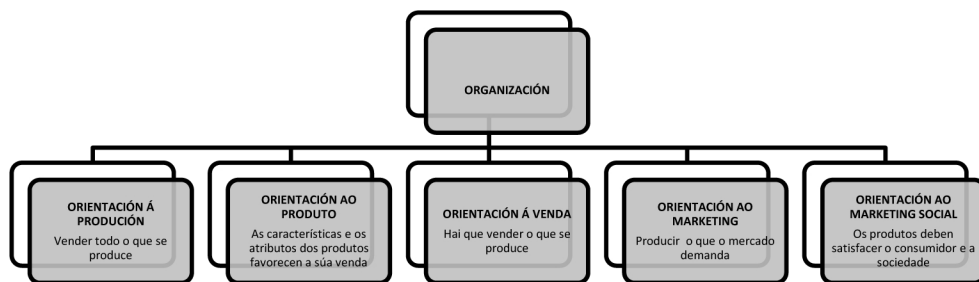 ORGANIZACIÓN
ORIENTACIÓN Á
PRODUCIÓN
Vender todo o que se
produce
ORIENTACIÓN AO
PRODUTO
As características e os
atributos dos produtos
favorecen a súa venda
ORIENTACIÓN Á VENDA
Hai que vender o que se
produce
ORIENTACIÓN AO
MARKETING
Producir o que o mercado
demanda
ORIENTACIÓN AO
MARKETING SOCIAL
Os produtos deben
satisfacer o consumidor e a
sociedade